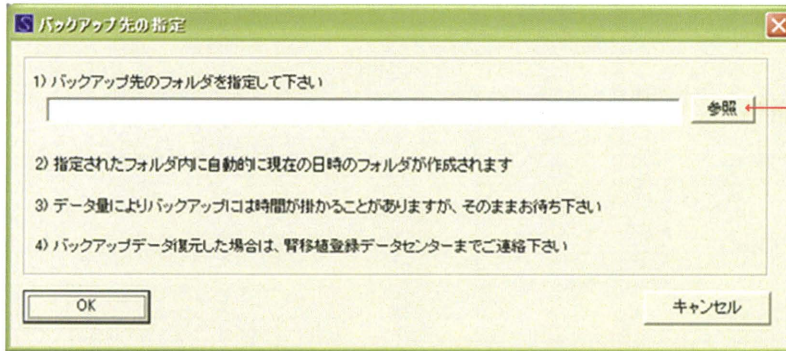 バックアップ先の指定
1) バックアップ先のフォルダを指定して下さい
参照
2) 指定されたフォルダ内に自動的に現在の日時のフォルダが作成されます
3) データ量によりバックアップには時間が掛かることがありますが、そのままお待ち下さい
4) バックアップデータ復元した場合は、腎移植登録データセンターまでご連絡下さい
OK
キャンセル